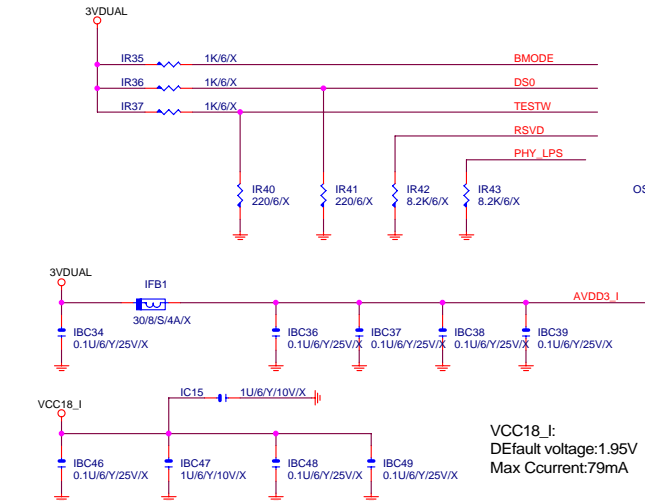 3VDUAL
IR35 1K/6/X BMODE
IR36 1K/6/X DS0
IR37 1K/6/X TESTW
RSVD
PHY_LPS
IR40 IR41 IR42 IR43 OS
220/6/X 220/6/X 8.2K/6/X 8.2K/6/X
3VDUAL
IFB1
AVDD3_I
30/8/S/4A/X
IBC34 IBC36 IBC37 IBC38 IBC39
0.1U/6/Y/25V/X 0.1U/6/Y/25V/X 0.1U/6/Y/25V/X 0.1U/6/Y/25V/X 0.1U/6/Y/25V/X
IC15 1U/6/Y/10V/X
VCC18_I
VCC18_I:
DEfault voltage:1.95V
Max Ccurrent:79mA
IBC46 IBC47 IBC48 IBC49
0.1U/6/Y/25V/X 1U/6/Y/10V/X 0.1U/6/Y/25V/X 0.1U/6/Y/25V/X